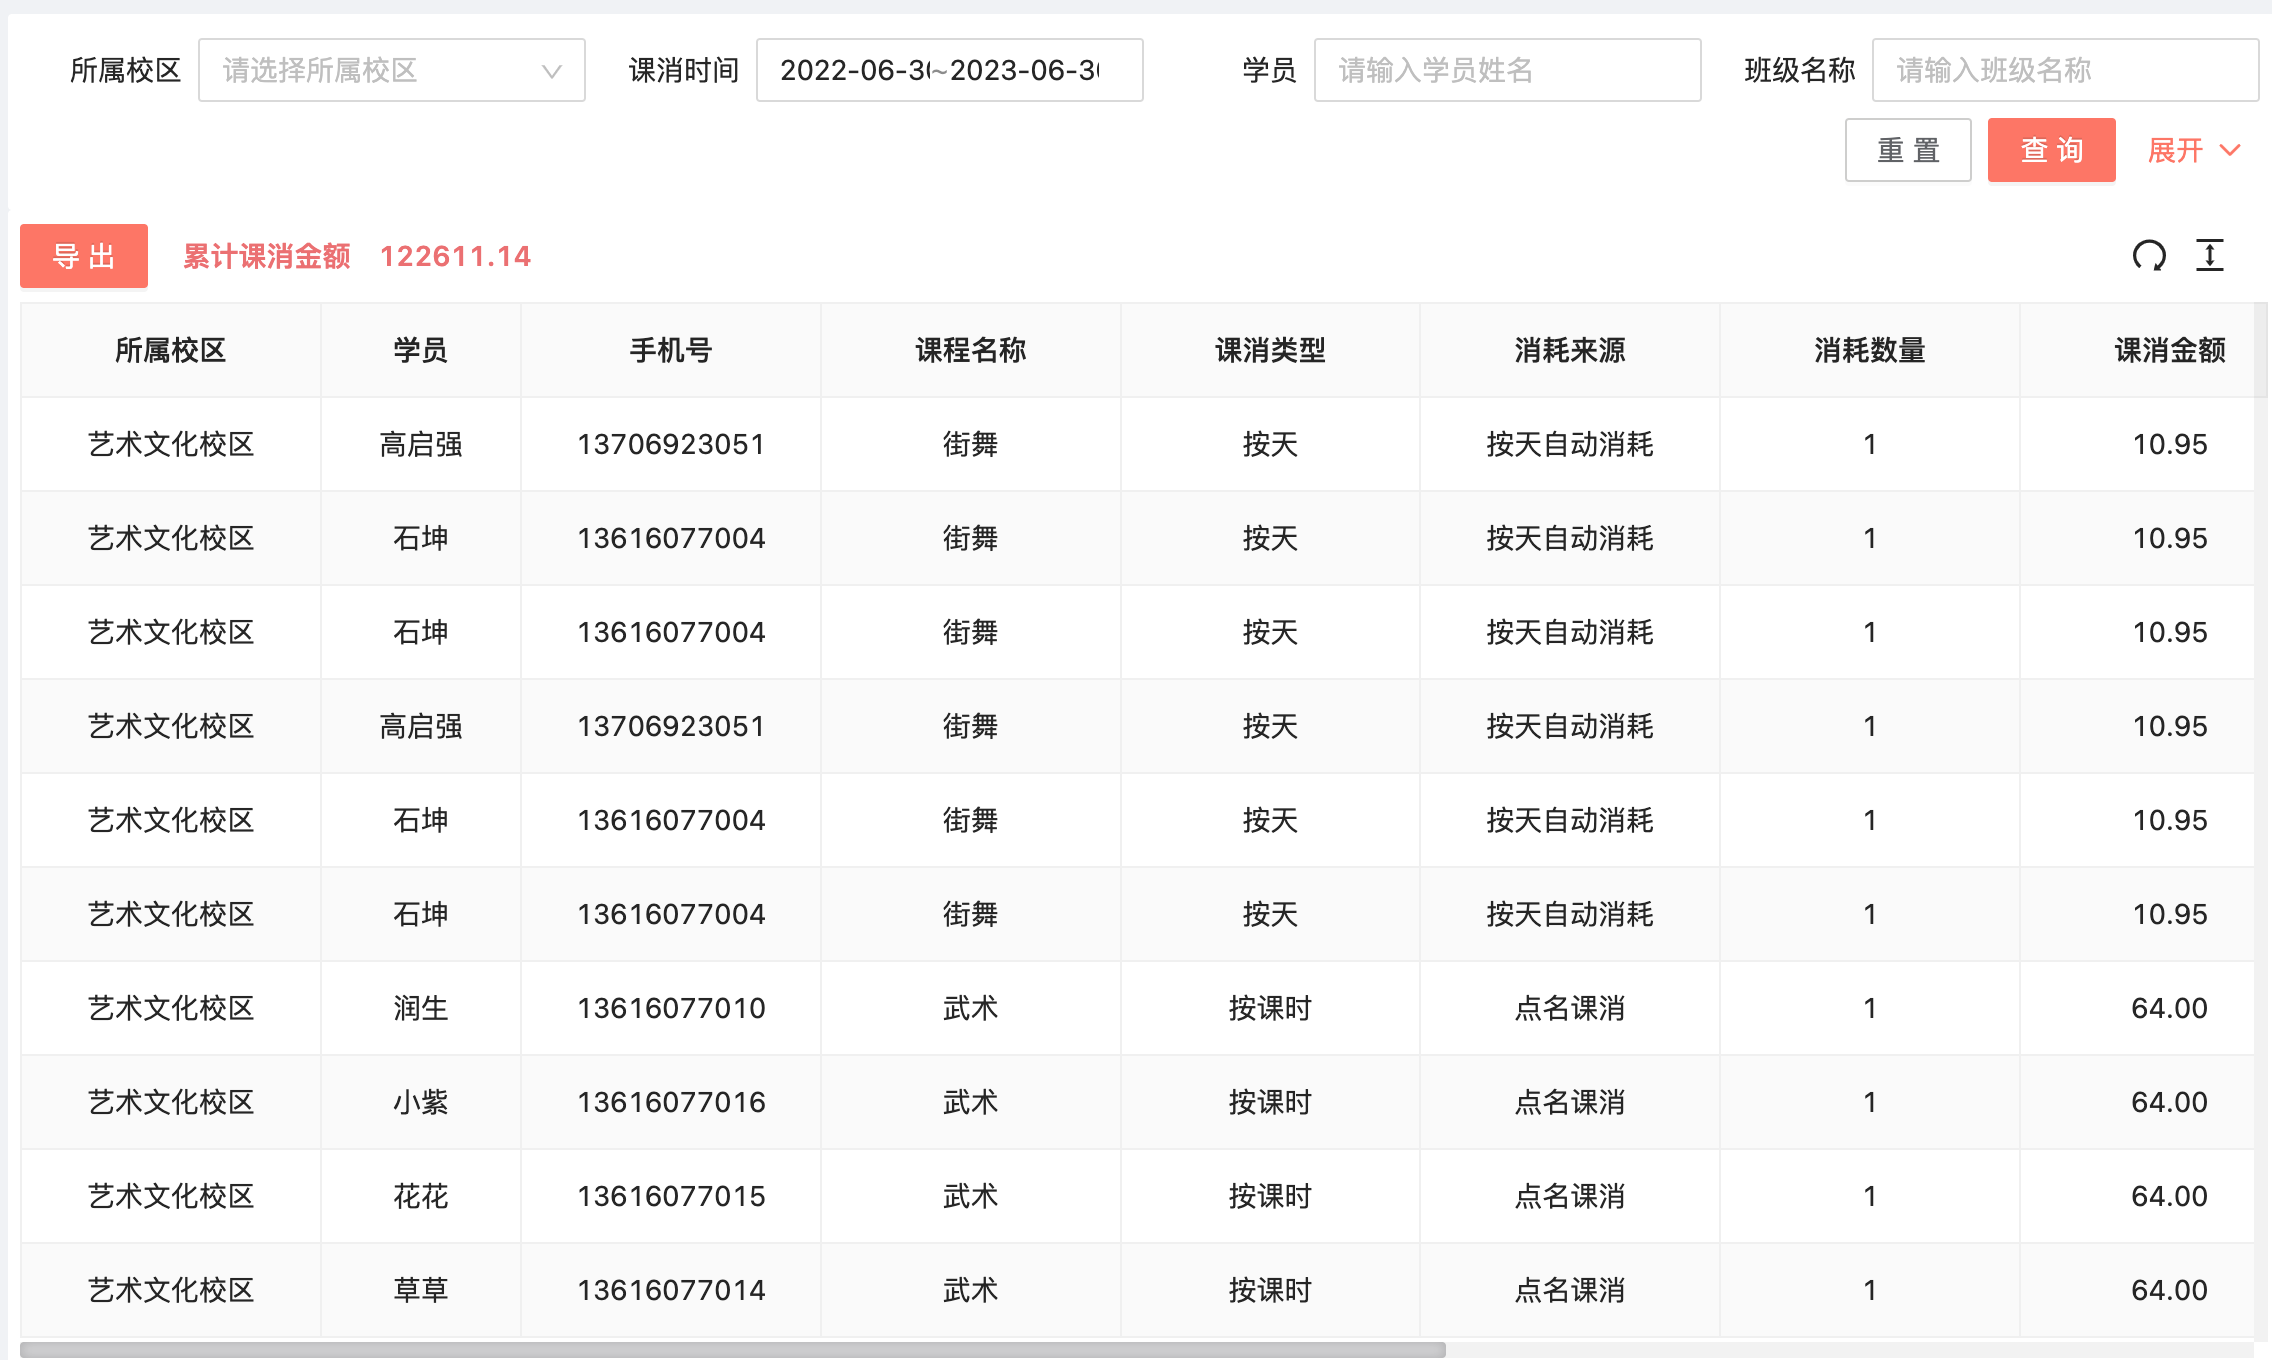 所属校区 请选择所属校区 课消时间 2022-06-30~2023-06-30 学员 请输入学员姓名 班级名称 请输入班级名称
重 置 查 询 展开
导 出 累计课消金额 122611.14
所属校区 学员 手机号 课程名称 课消类型 消耗来源 消耗数量 课消金额
艺术文化校区 高启强 13706923051 街舞 按天 按天自动消耗 1 10.95
艺术文化校区 石坤 13616077004 街舞 按天 按天自动消耗 1 10.95
艺术文化校区 石坤 13616077004 街舞 按天 按天自动消耗 1 10.95
艺术文化校区 高启强 13706923051 街舞 按天 按天自动消耗 1 10.95
艺术文化校区 石坤 13616077004 街舞 按天 按天自动消耗 1 10.95
艺术文化校区 石坤 13616077004 街舞 按天 按天自动消耗 1 10.95
艺术文化校区 润生 13616077010 武术 按课时 点名课消 1 64.00
艺术文化校区 小紫 13616077016 武术 按课时 点名课消 1 64.00
艺术文化校区 花花 13616077015 武术 按课时 点名课消 1 64.00
艺术文化校区 草草 13616077014 武术 按课时 点名课消 1 64.00